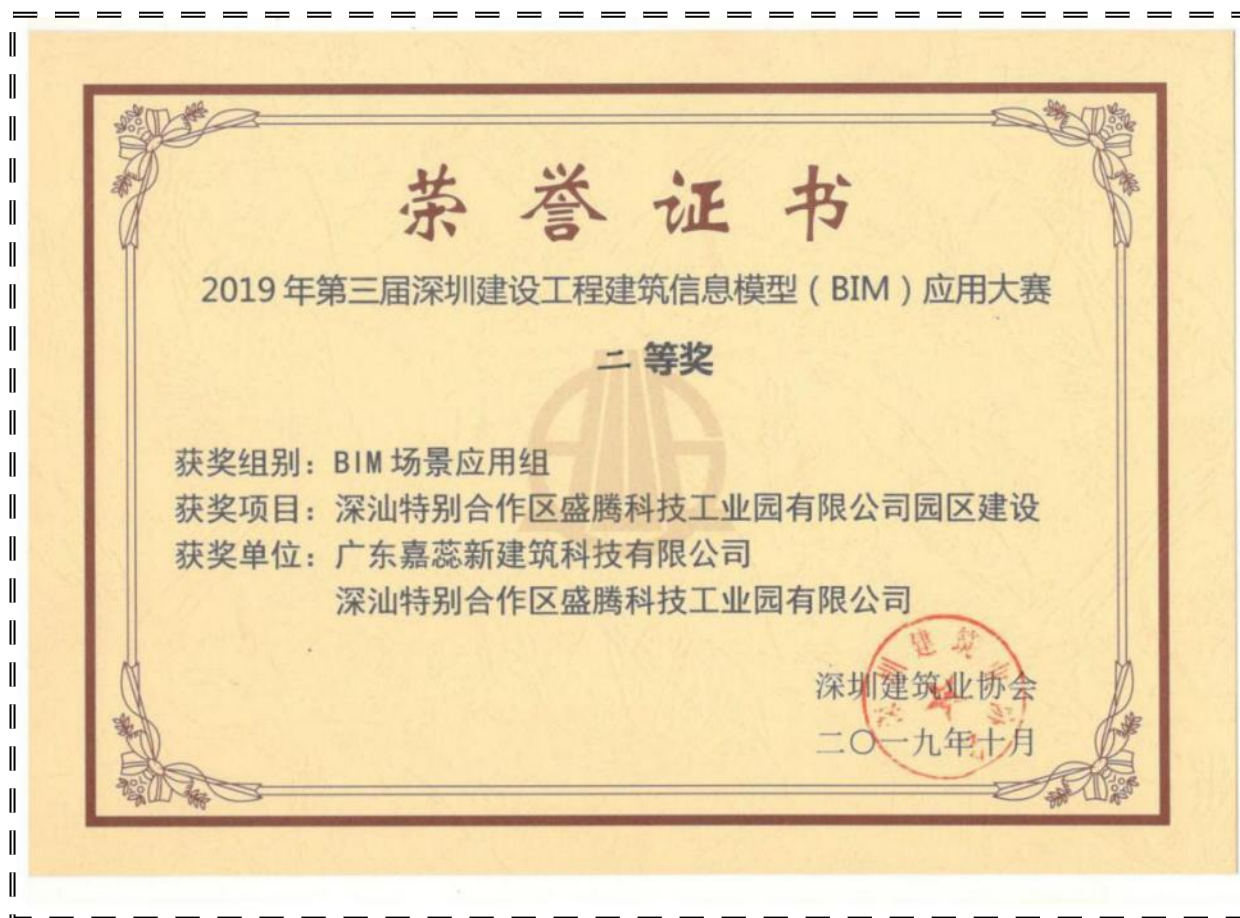 荣誉证书
2019年第三届深圳建设工程建筑信息模型（BIM）应用大赛
二等奖
获奖组别：BIM场景应用组
获奖项目：深汕特别合作区盛腾科技工业园有限公司园区建设
获奖单位：广东嘉蕊新建筑科技有限公司
深汕特别合作区盛腾科技工业园有限公司
深圳建筑业协会
二〇一九年十月